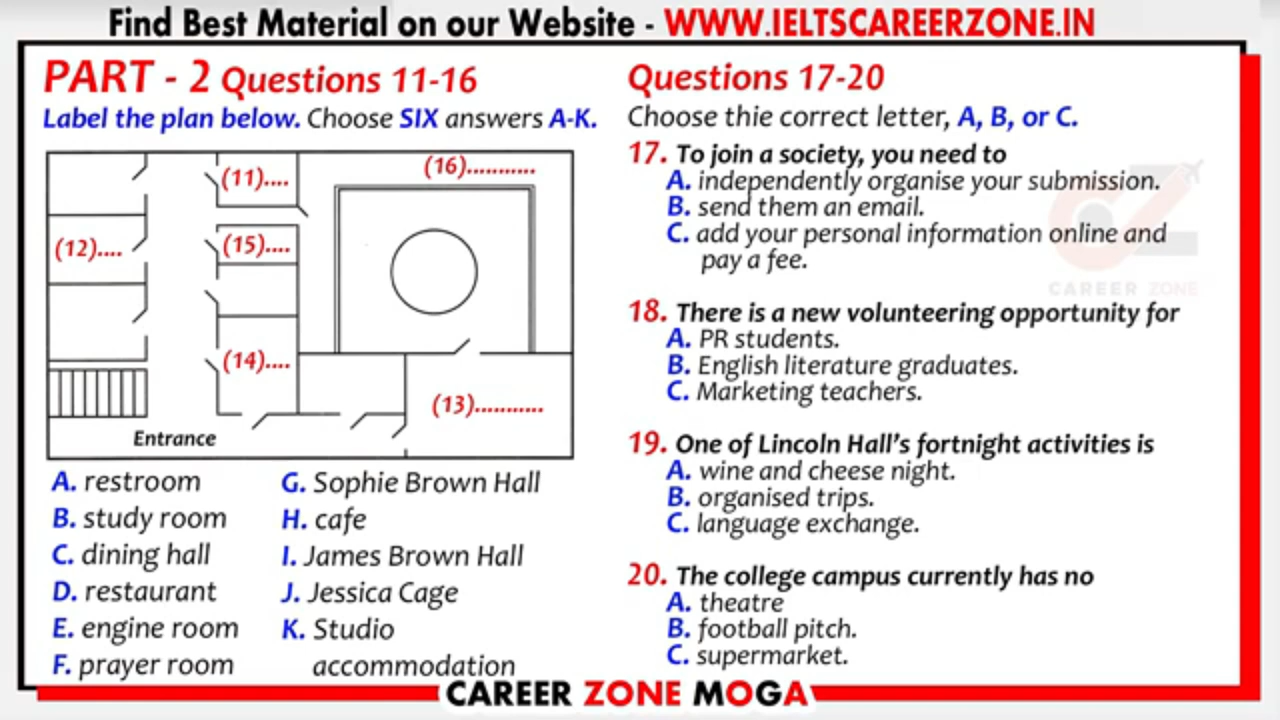 Find Best Material on our Website - WWW.IELTSCAREERZONE.IN
PART - 2 Questions 11-16
Label the plan below. Choose SIX answers A-K.
(11)....
(16)...........
(12)....
(15)....
(14)....
(13)...........
Entrance
A. restroom
B. study room
C. dining hall
D. restaurant
E. engine room
F. prayer room
G. Sophie Brown Hall
H. cafe
I. James Brown Hall
J. Jessica Cage
K. Studio
accommodation
Questions 17-20
Choose thie correct letter, A, B, or C.
17. To join a society, you need to
A. independently organise your submission.
B. send them an email.
C. add your personal information online and
pay a fee.
18. There is a new volunteering opportunity for
A. PR students.
B. English literature graduates.
C. Marketing teachers.
19. One of Lincoln Hall's fortnight activities is
A. wine and cheese night.
B. organised trips.
C. language exchange.
20. The college campus currently has no
A. theatre
B. football pitch.
C. supermarket.
CAREER ZONE
CAREER ZONE MOGA